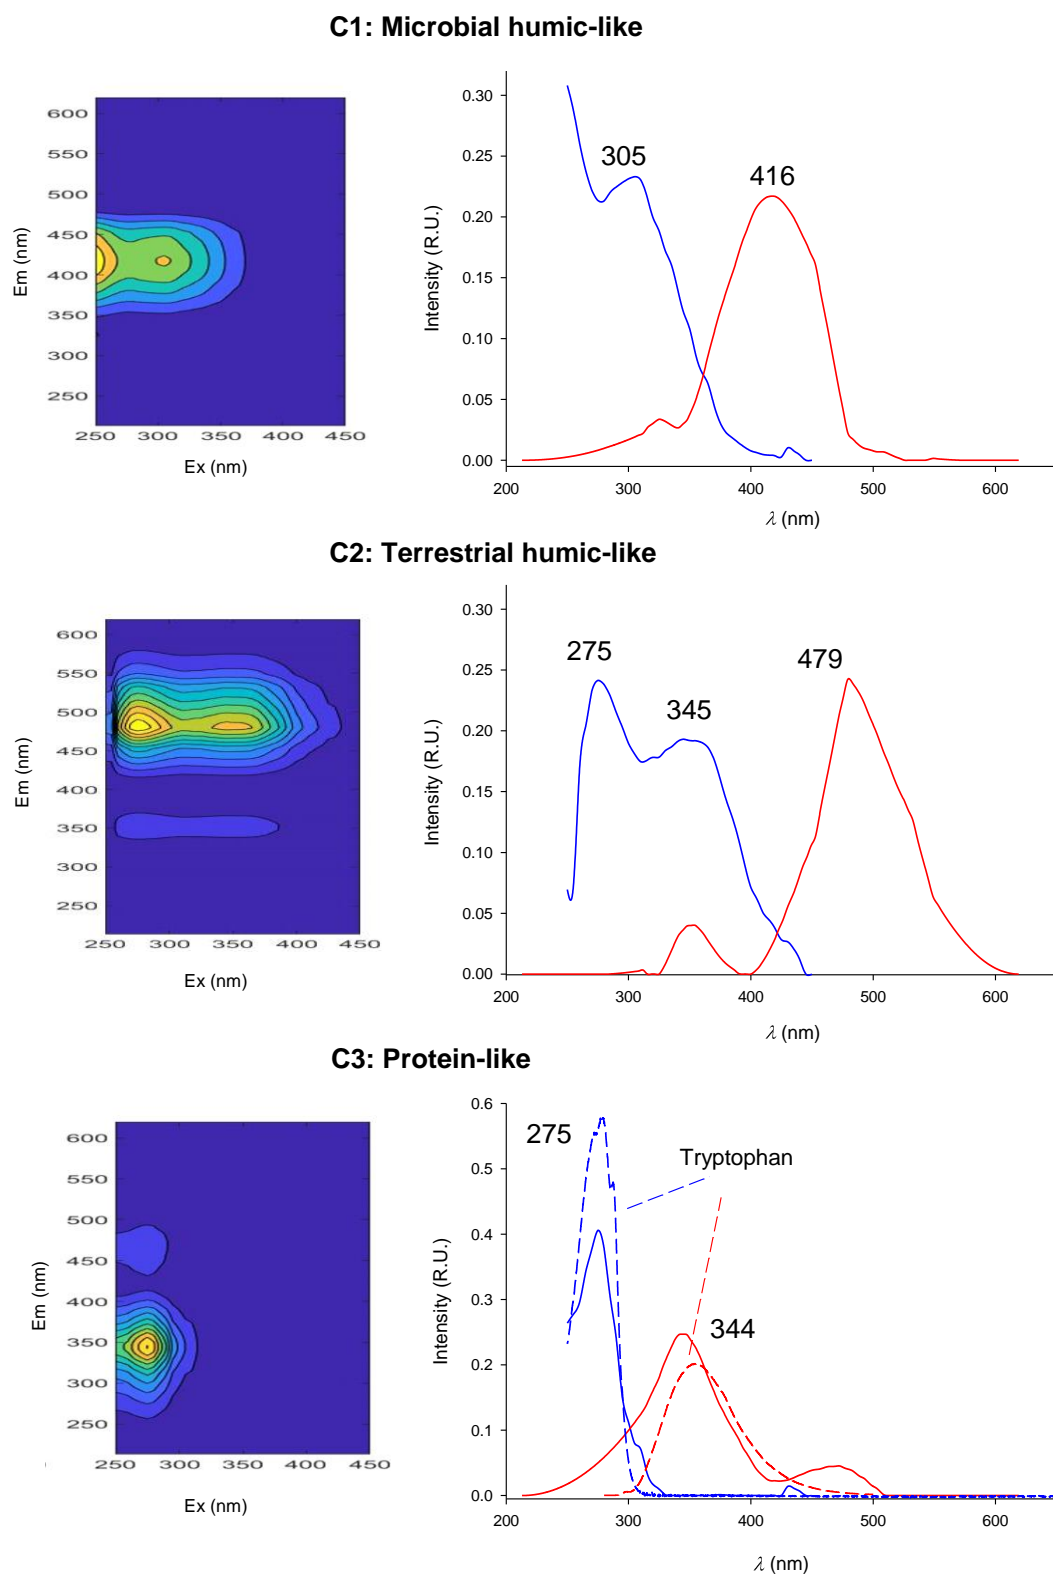 C1: Microbial humic-like
600
550
500
450
400
350
300
250
250 300 400 450
Em (nm)
Ex (nm)
0.30
0.25
0.20
0.15
0.10
0.05
0.00
200 300 400 500 600
Intensity (R.U.)
λ (nm)
305
416
C2: Terrestrial humic-like
600
550
500
450
400
350
300
250
250 300 350 400 450
Em (nm)
Ex (nm)
0.30
0.25
0.20
0.15
0.10
0.05
0.00
200 300 400 500 600
Intensity (R.U.)
λ (nm)
275
345
479
C3: Protein-like
600
550
500
450
400
350
300
250
250 300 350 400 450
Em (nm)
Ex (nm)
0.6
0.5
0.4
0.3
0.2
0.1
0.0
200 300 400 500 600
Intensity (R.U.)
λ (nm)
275
Tryptophan
344